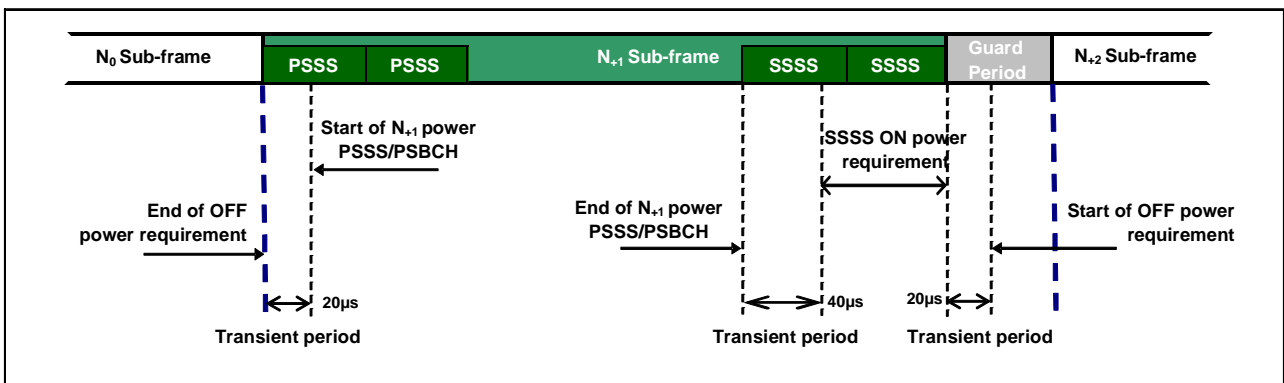 N0 Sub-frame
PSSS
PSSS
N+1 Sub-frame
SSSS
SSSS
Guard
Period
N+2 Sub-frame
Start of N+1 power
PSSS/PSBCH
SSSS ON power
requirement
End of OFF
power requirement
End of N+1 power
PSSS/PSBCH
Start of OFF power
requirement
20µs
40µs
20µs
Transient period
Transient period
Transient period